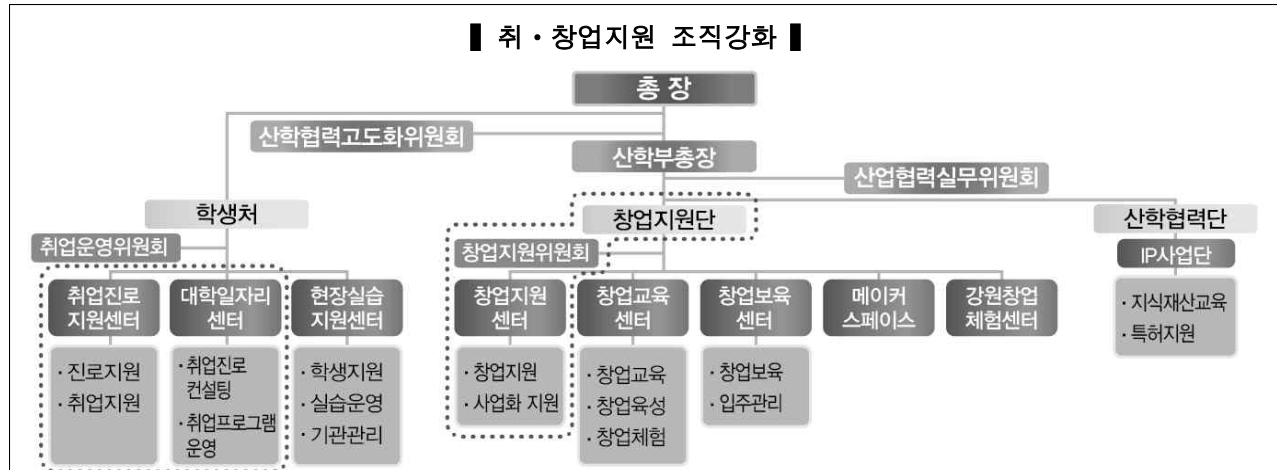 ▌취・창업지원 조직강화▐
총 장
산학협력고도화위원회
산학부총장
산업협력실무위원회
학생처
창업지원단
산학협력단
취업운영위원회
창업지원위원회
IP사업단
취업진로
지원센터
대학일자리
센터
현장실습
지원센터
창업지원
센터
창업교육
센터
창업보육
센터
메이커
스페이스
강원창업
체험센터
· 지식재산교육
· 특허지원
· 진로지원
· 취업지원
· 취업진로
컨설팅
· 취업프로그램
운영
· 학생지원
· 실습운영
· 기관관리
· 창업지원
· 사업화 지원
· 창업교육
· 창업육성
· 창업체험
· 창업보육
· 입주관리